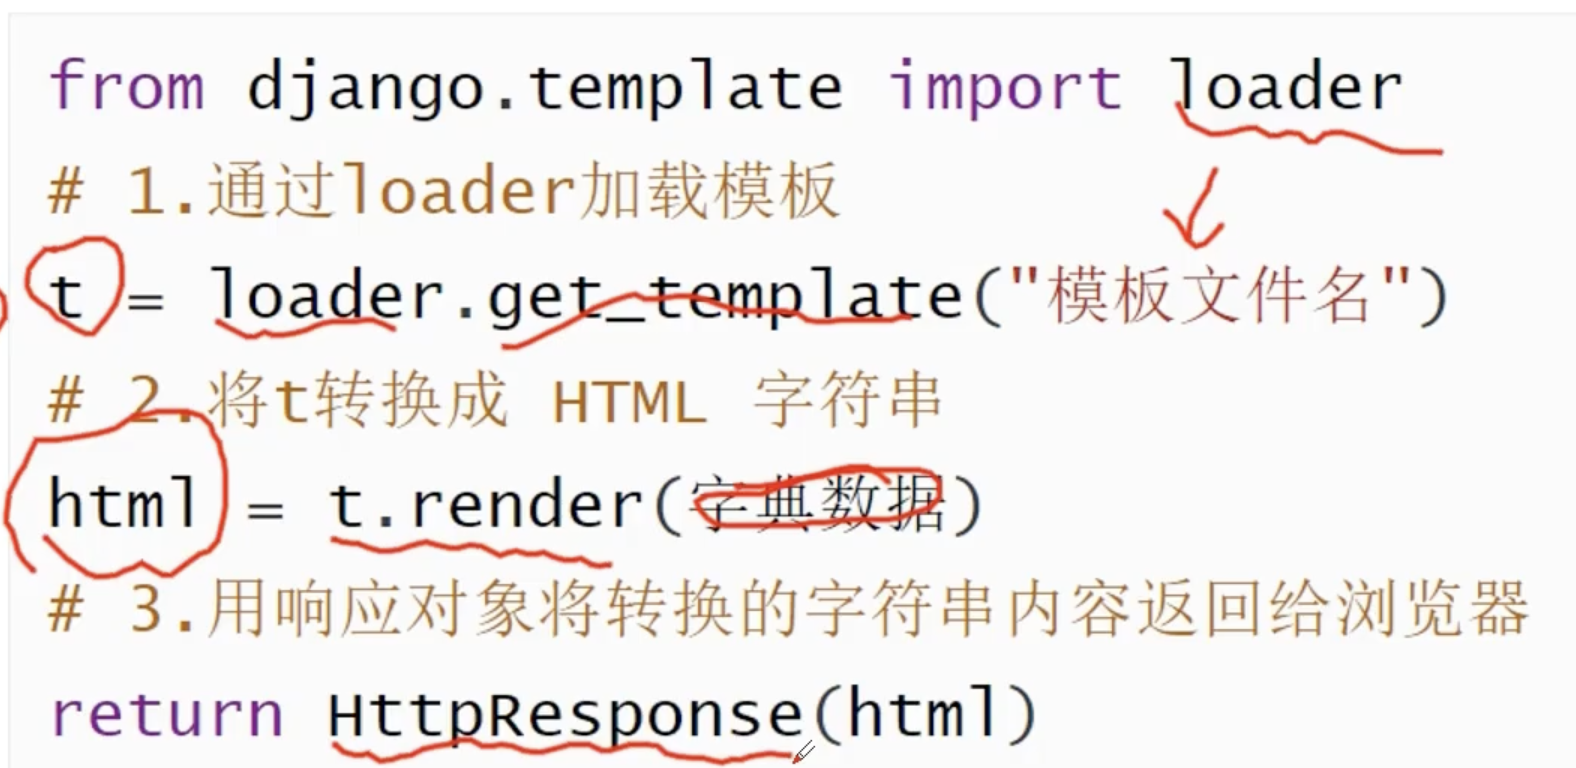 from django.template import loader
# 1.通过loader加载模板
t = loader.get_template("模板文件名")
# 2.将t转换成 HTML 字符串
html = t.render(字典数据)
# 3.用响应对象将转换的字符串内容返回给浏览器
return HttpResponse(html)